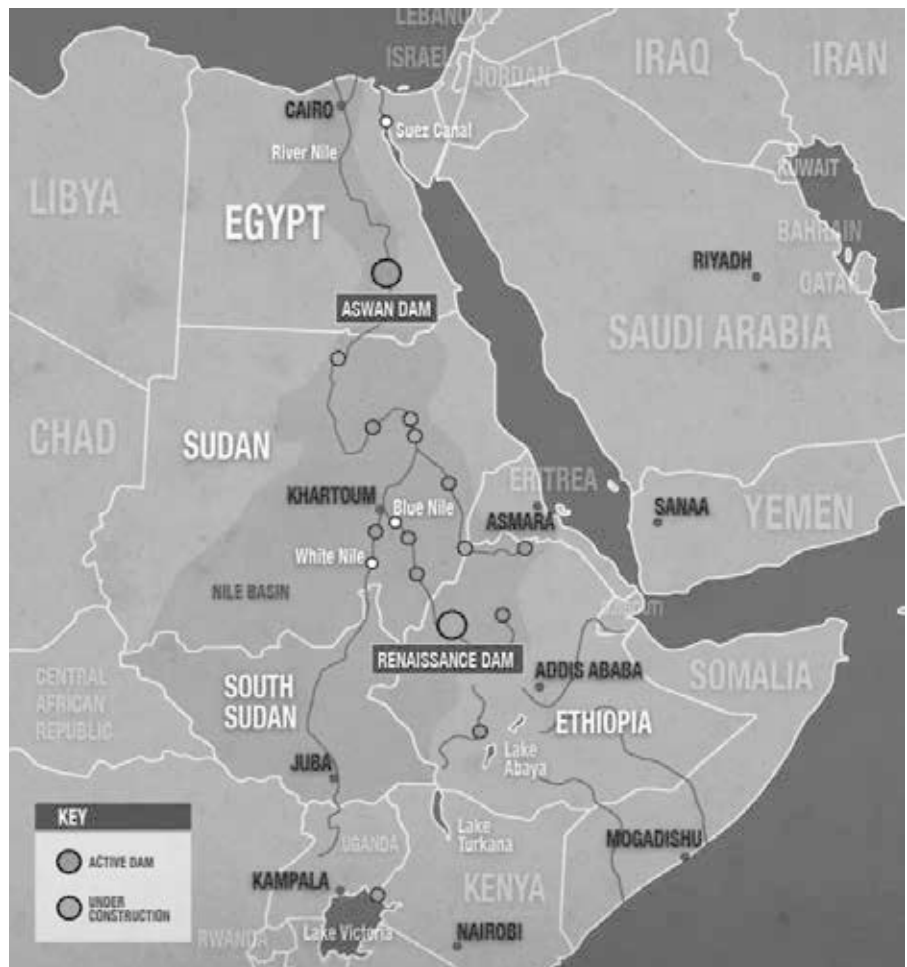 LEBANON
ISRAEL
JORDAN
IRAQ
IRAN
CAIRO
Suez Canal
River Nile
KUWAIT
LIBYA
EGYPT
BAHRAIN
RIYADH
QATAR
ASWAN DAM
SAUDI ARABIA
CHAD
SUDAN
ERITREA
KHARTOUM
Blue Nile
ASMARA
SANAA
YEMEN
White Nile
NILE BASIN
DJIBOUTI
RENAISSANCE DAM
CENTRAL
AFRICAN
REPUBLIC
SOUTH
SUDAN
ADDIS ABABA
SOMALIA
ETHIOPIA
Lake
Abaya
JUBA
KEY
ACTIVE DAM
UNDER
CONSTRUCTION
UGANDA
Lake
Turkana
MOGADISHU
KAMPALA
KENYA
RWANDA
Lake Victoria
NAIROBI